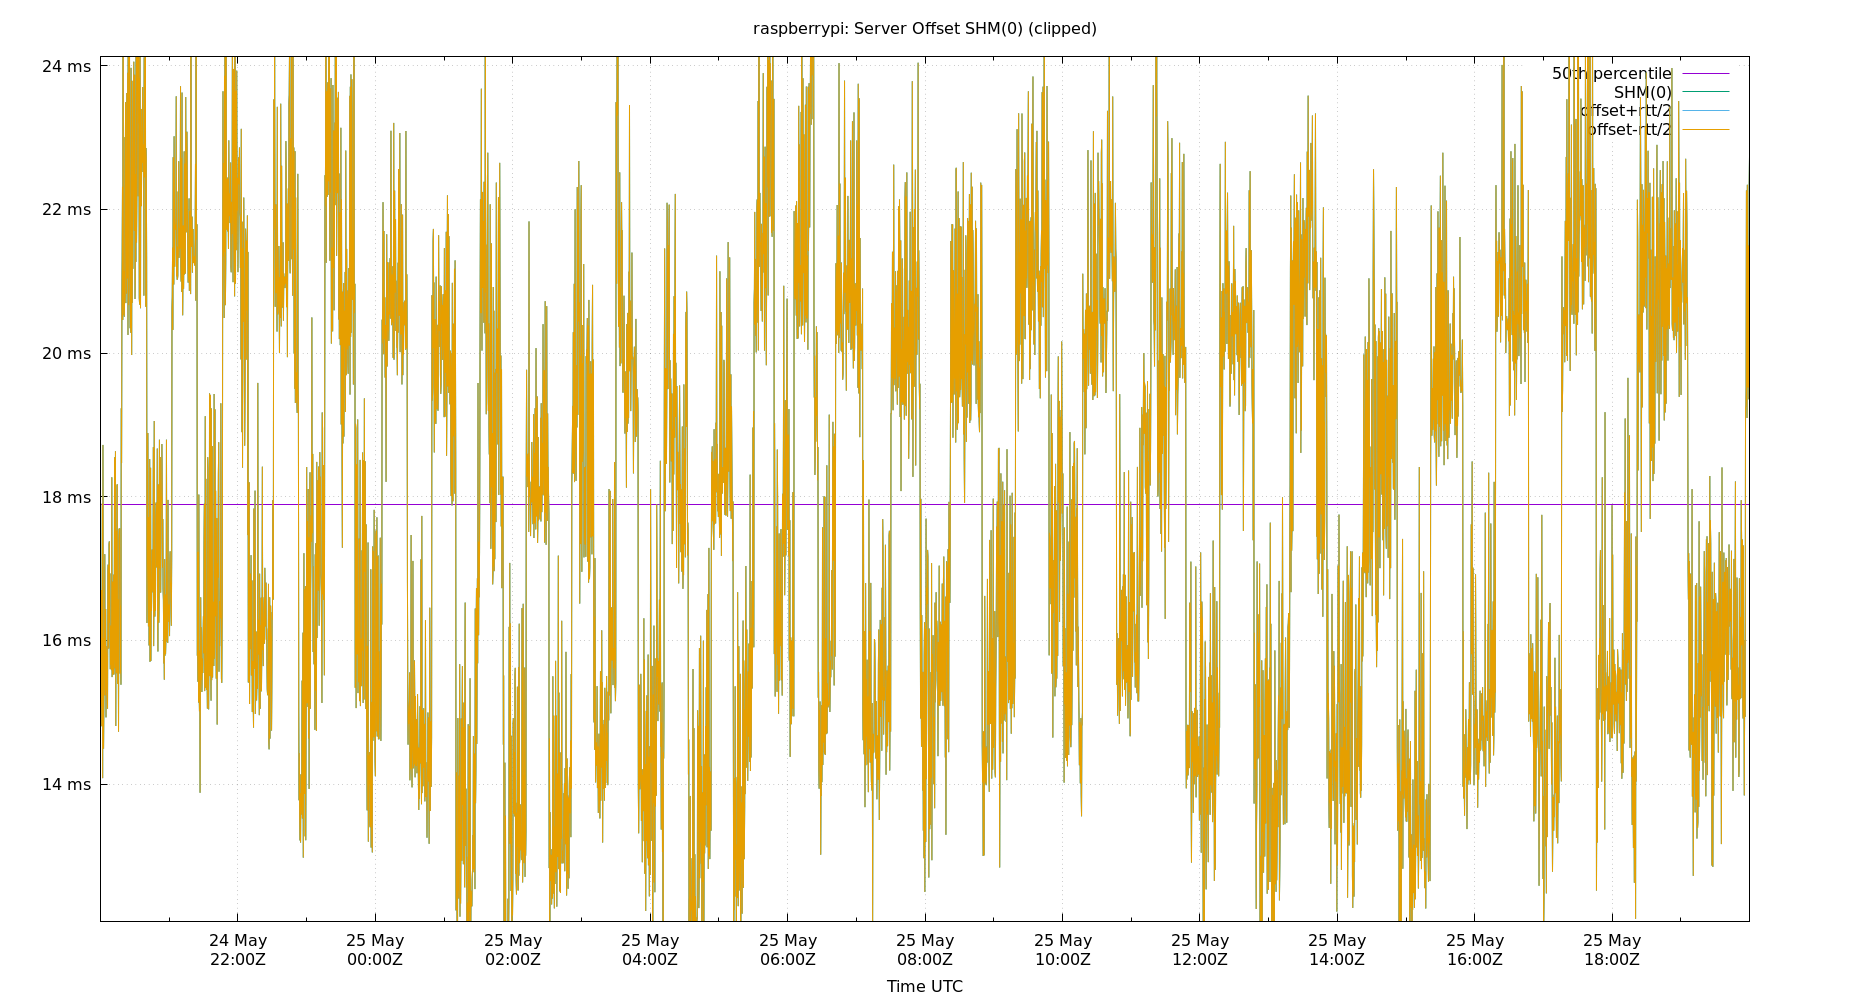 raspberrypi: Server Offset SHM(0) (clipped)
24 ms
22 ms
20 ms
18 ms
16 ms
14 ms
50th percentile
SHM(0)
offset+rtt/2
offset-rtt/2
24 May 25 May 25 May 25 May 25 May 25 May 25 May 25 May 25 May 25 May 25 May
22:00Z 00:00Z 02:00Z 04:00Z 06:00Z 08:00Z 10:00Z 12:00Z 14:00Z 16:00Z 18:00Z
Time UTC